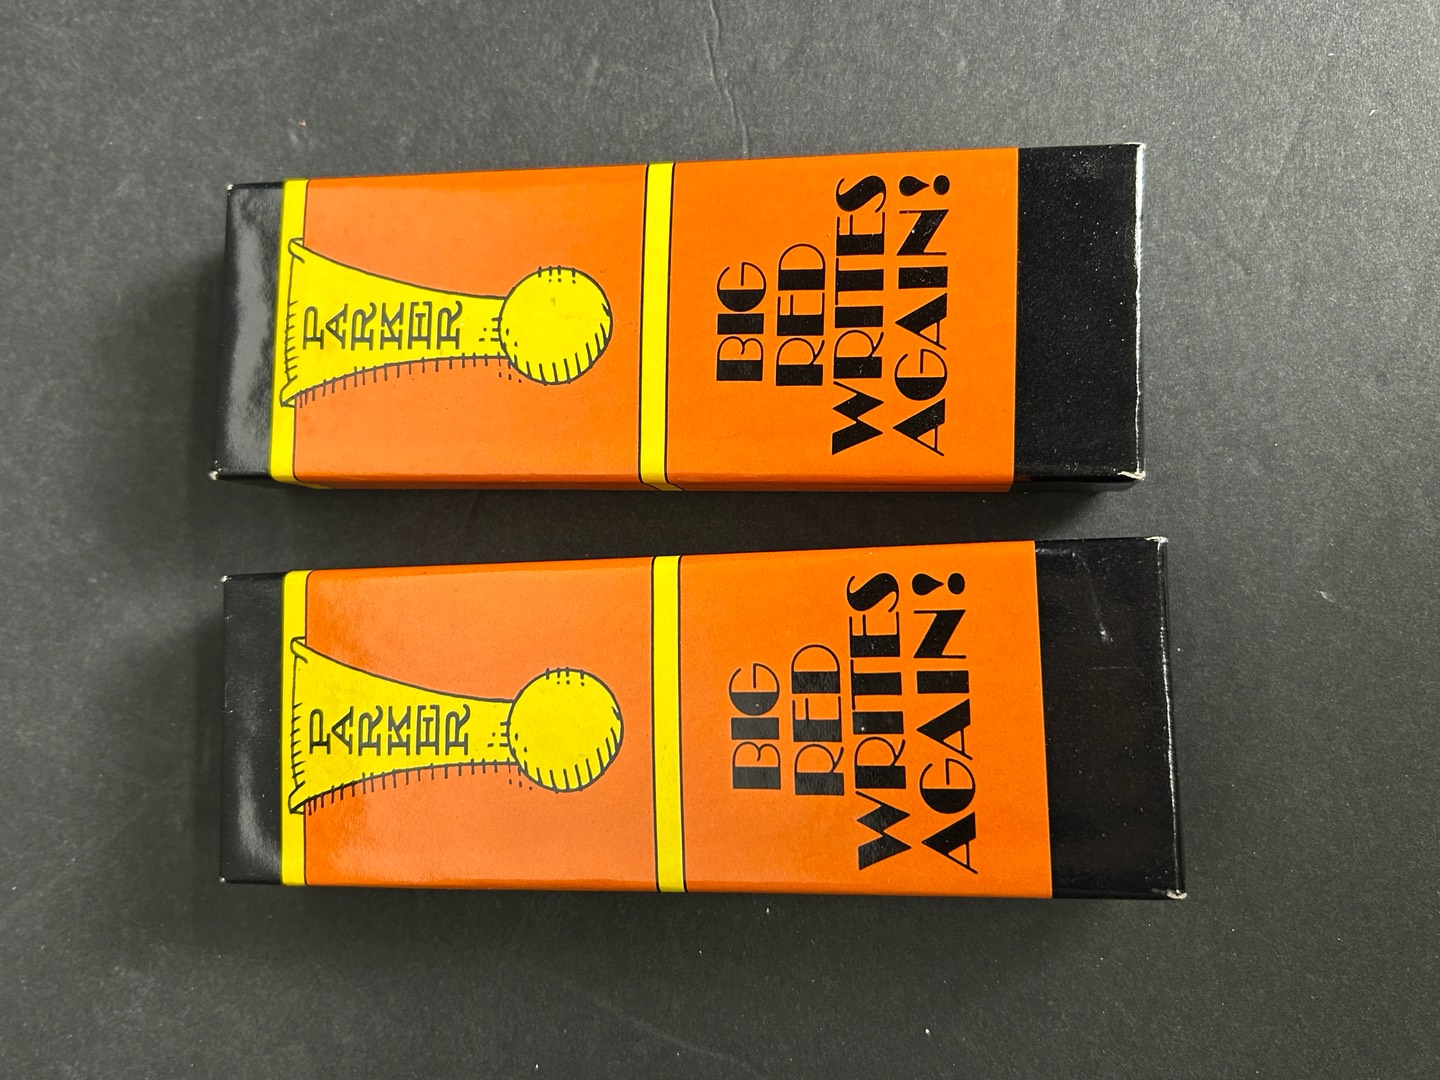 PARKER
BIG
RED
WRITES
AGAIN!
PARKER
BIG
RED
WRITES
AGAIN!